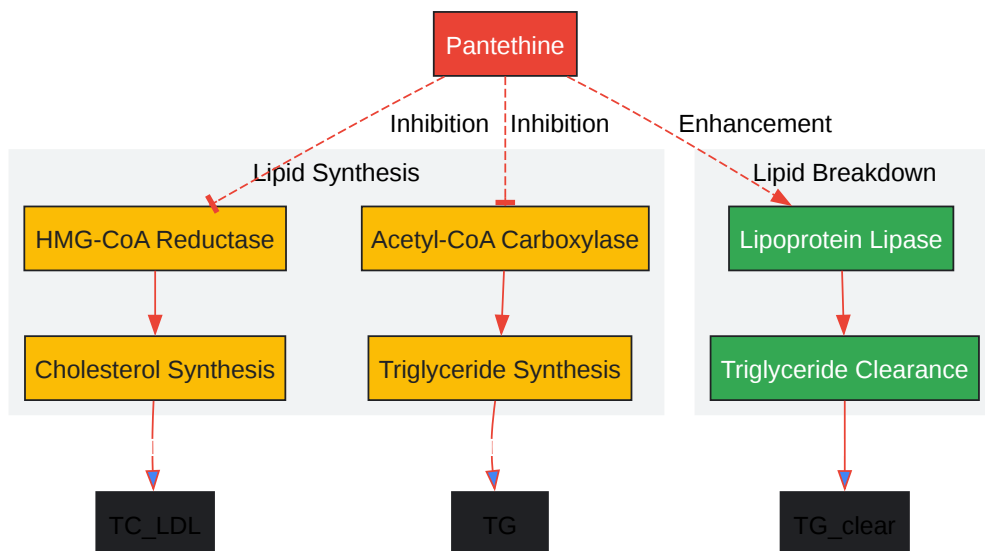 Pantethine
Inhibition
Inhibition
Enhancement
Lipid Synthesis
Lipid Breakdown
HMG-CoA Reductase
Acetyl-CoA Carboxylase
Lipoprotein Lipase
Cholesterol Synthesis
Triglyceride Synthesis
Triglyceride Clearance
TC_LDL
TG
TG_clear